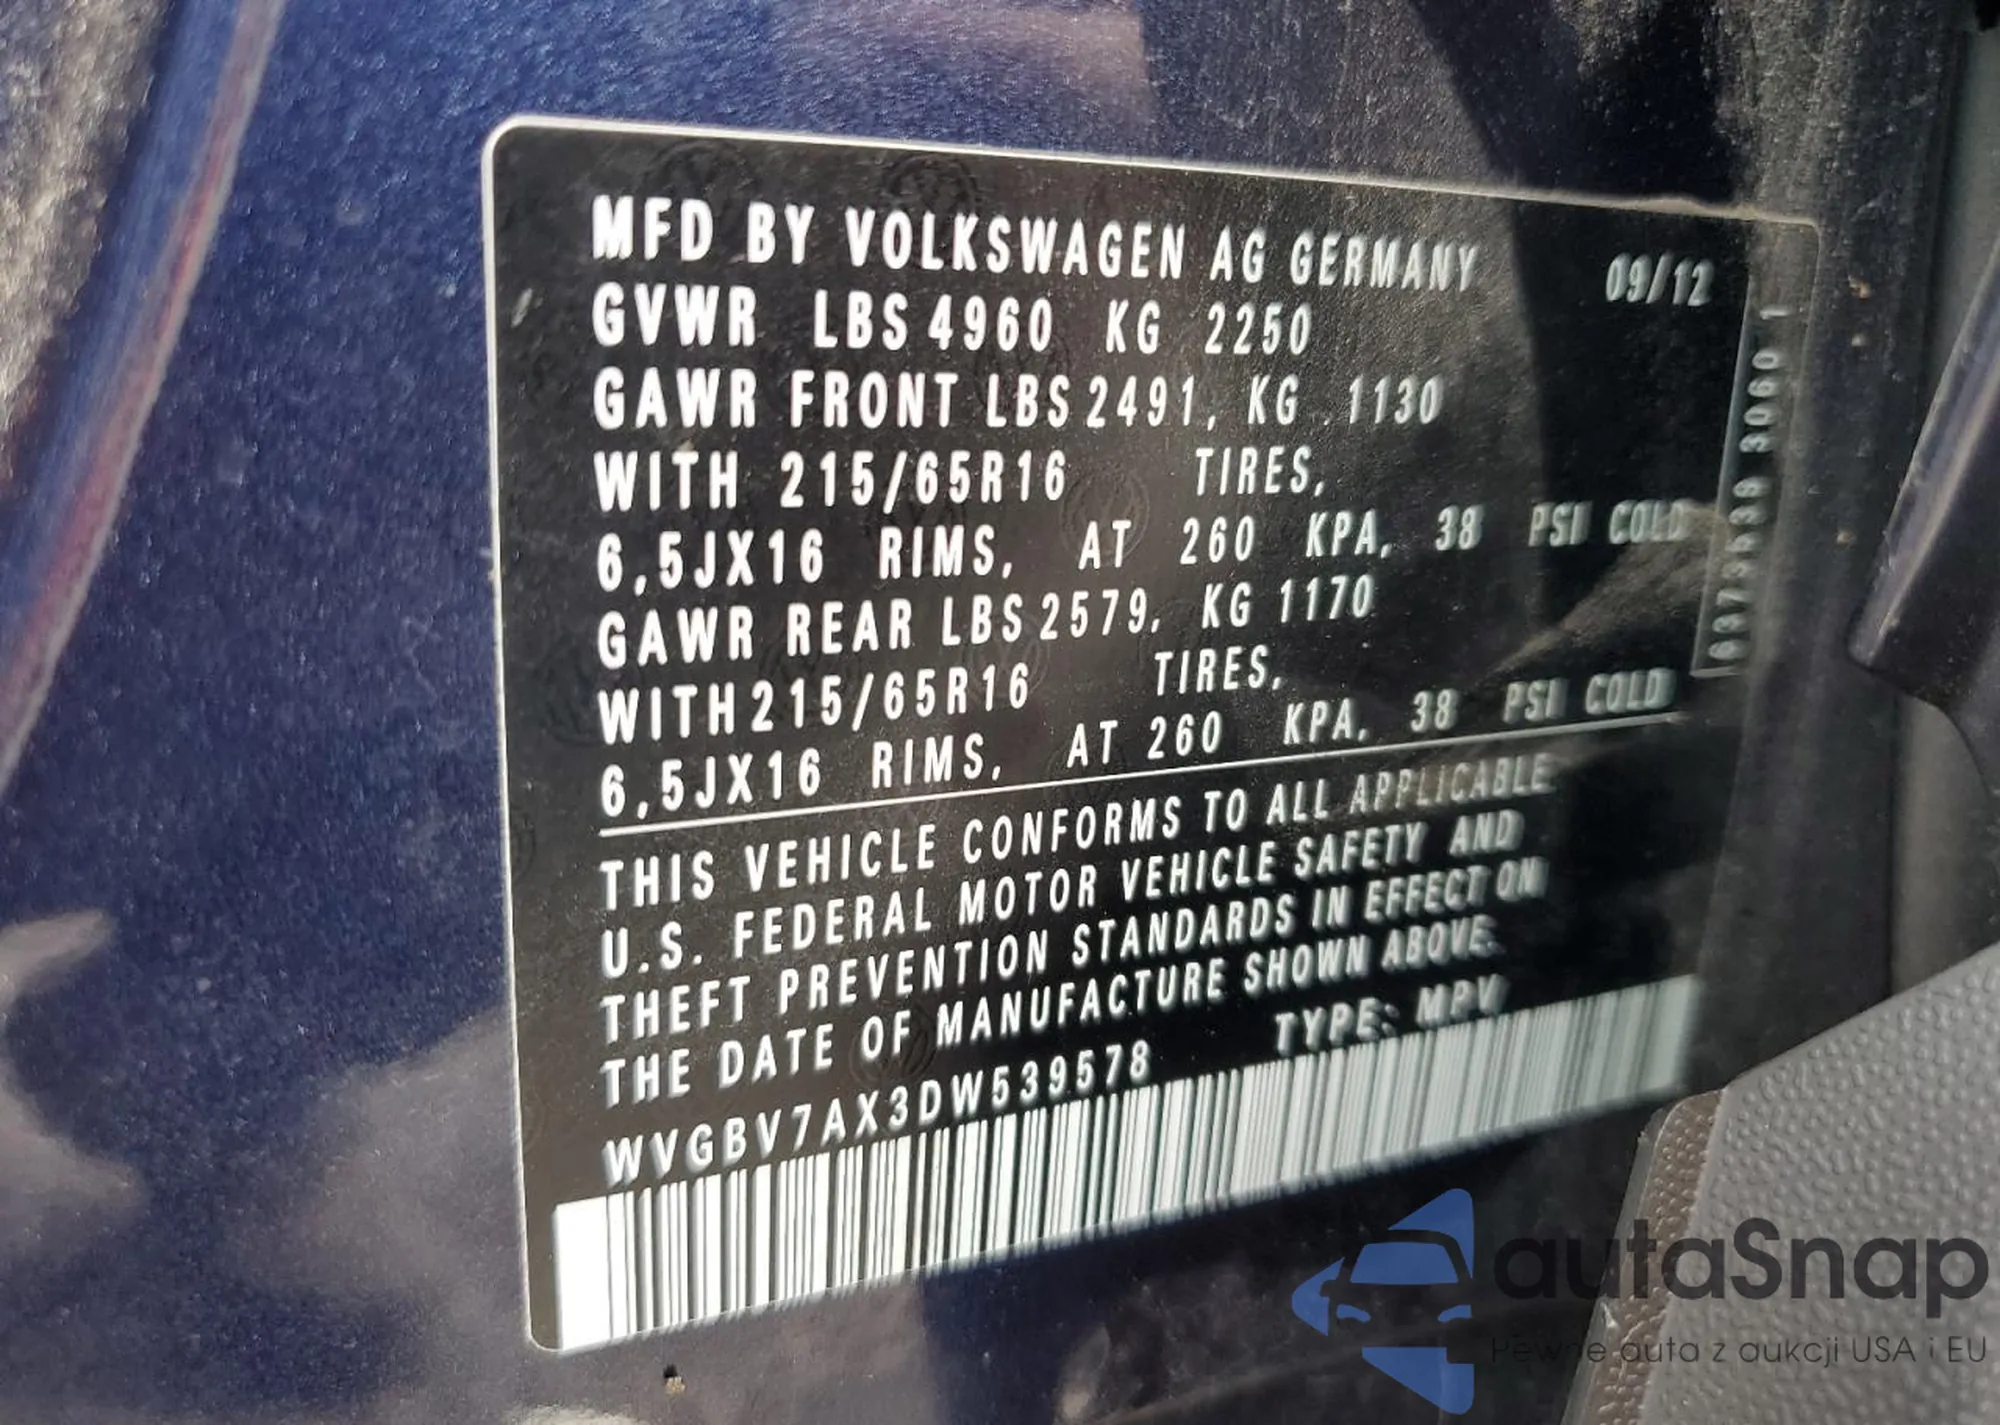 MFD BY VOLKSWAGEN AG GERMANY 09/12
GVWR LBS 4960 KG 2250
GAWR FRONT LBS 2491, KG 1130
WITH 215/65R16 TIRES,
6,5JX16 RIMS, AT 260 KPA, 38 PSI COLD
GAWR REAR LBS 2579, KG 1170
WITH 215/65R16 TIRES,
6,5JX16 RIMS, AT 260 KPA, 38 PSI COLD
THIS VEHICLE CONFORMS TO ALL APPLICABLE
U.S. FEDERAL MOTOR VEHICLE SAFETY AND
THEFT PREVENTION STANDARDS IN EFFECT ON
THE DATE OF MANUFACTURE SHOWN ABOVE.
WVGBV7AX3DW539578 TYPE: MPV
autaSnap
Pewne auta z aukcji USA i EU